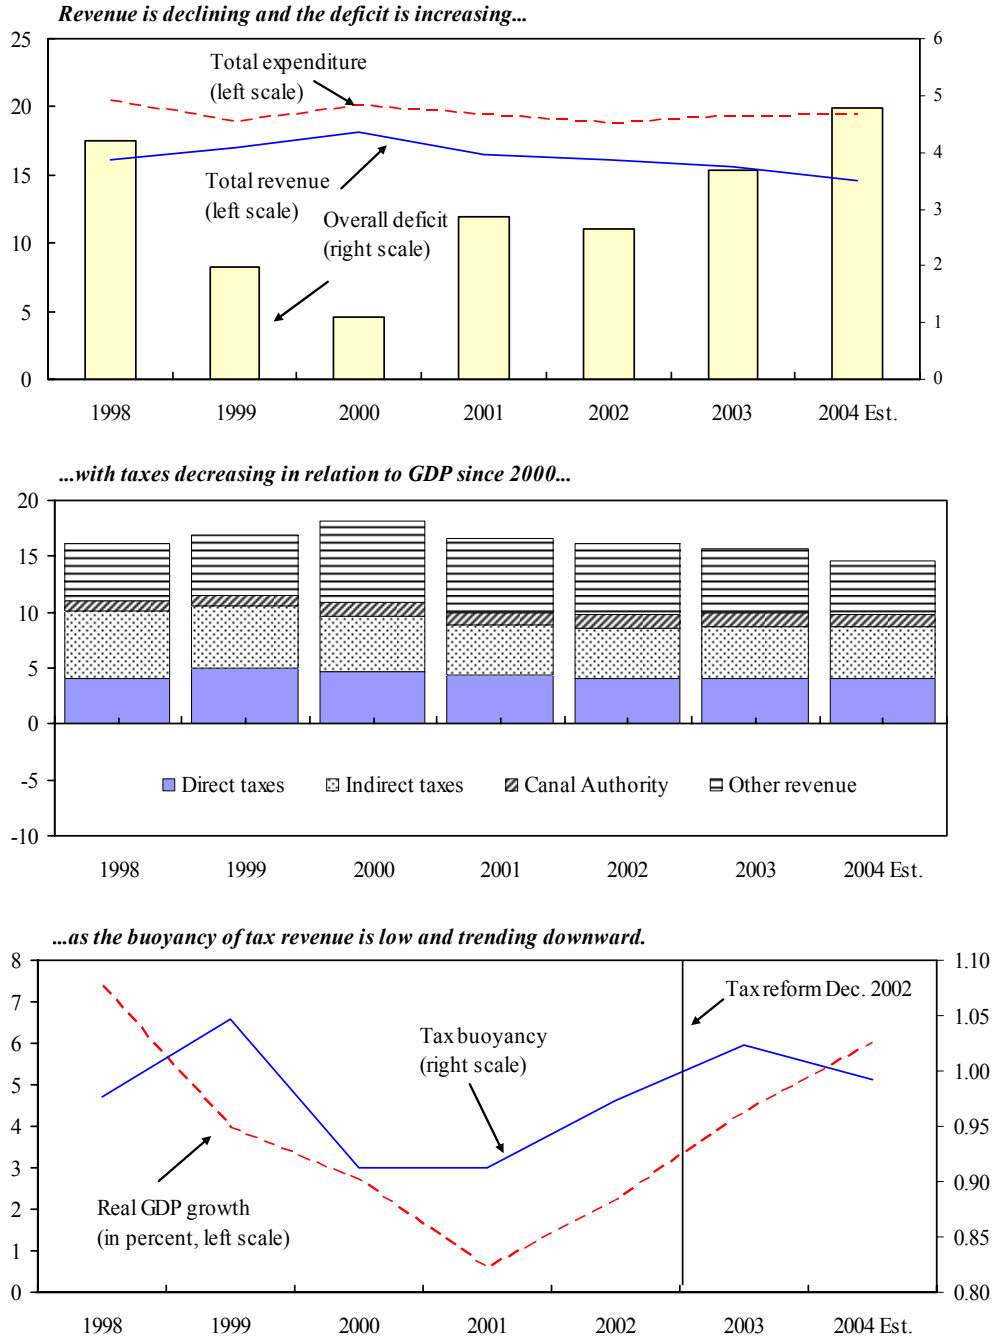 Revenue is declining and the deficit is increasing...
25
20
15
10
5
0
6
5
4
3
2
1
0
Total expenditure
(left scale)
Total revenue
(left scale)
Overall deficit
(right scale)
1998 1999 2000 2001 2002 2003 2004 Est.
...with taxes decreasing in relation to GDP since 2000...
20
15
10
5
0
-5
-10
Direct taxes Indirect taxes Canal Authority Other revenue
1998 1999 2000 2001 2002 2003 2004 Est.
...as the buoyancy of tax revenue is low and trending downward.
8
7
6
5
4
3
2
1
0
1.10
1.05
1.00
0.95
0.90
0.85
0.80
Tax reform Dec. 2002
Tax buoyancy
(right scale)
Real GDP growth
(in percent, left scale)
1998 1999 2000 2001 2002 2003 2004 Est.